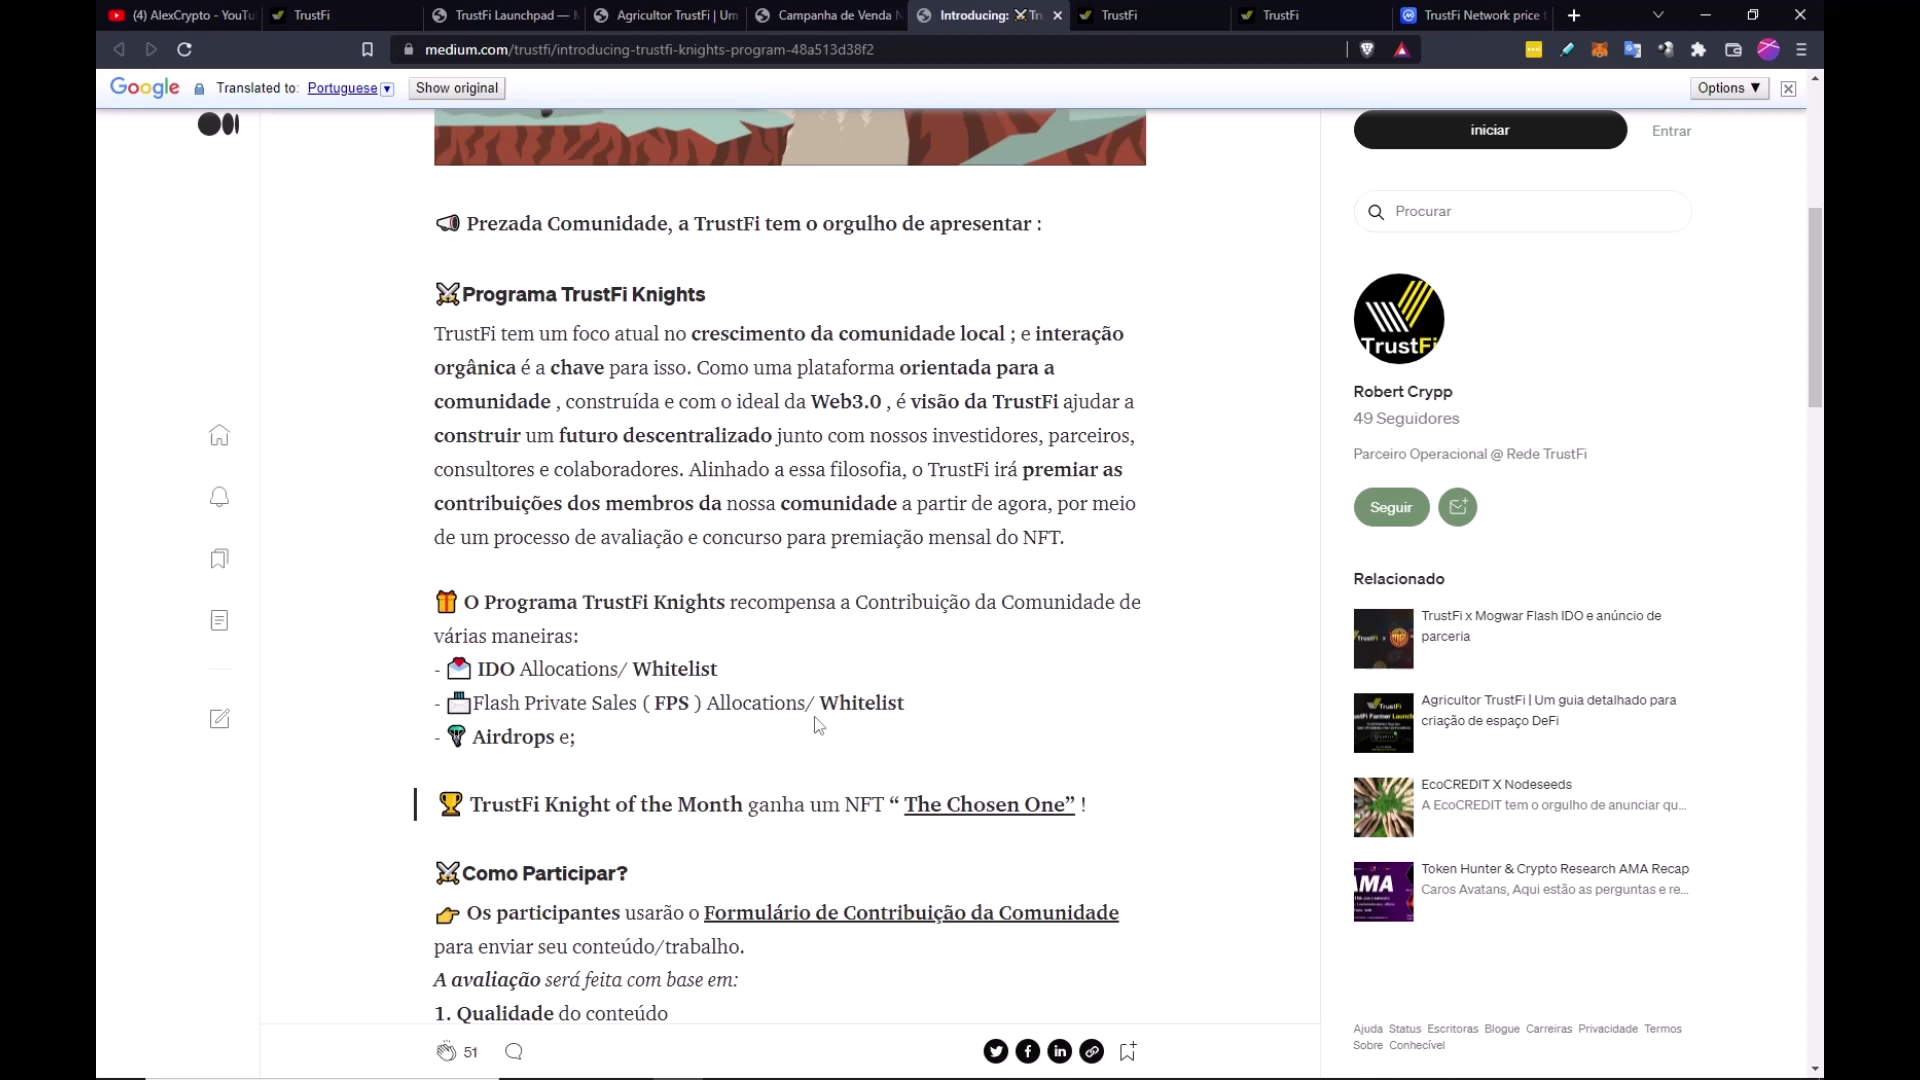 (4) AlexCrypto - YouTu
TrustFi
TrustFi Launchpad —
Agricultor TrustFi | Um
Campanha de Venda N
Introducing: ⚔Tr
TrustFi
TrustFi
TrustFi Network price t
medium.com/trustfi/introducing-trustfi-knights-program-48a513d38f2
Google Translated to: Portuguese Show original
Options ▼
iniciar
Entrar
Procurar
📢 Prezada Comunidade, a TrustFi tem o orgulho de apresentar :
⚔Programa TrustFi Knights
TrustFi tem um foco atual no crescimento da comunidade local ; e interação
orgânica é a chave para isso. Como uma plataforma orientada para a
comunidade , construída e com o ideal da Web3.0 , é visão da TrustFi ajudar a
construir um futuro descentralizado junto com nossos investidores, parceiros,
consultores e colaboradores. Alinhado a essa filosofia, o TrustFi irá premiar as
contribuições dos membros da nossa comunidade a partir de agora, por meio
de um processo de avaliação e concurso para premiação mensal do NFT.
🎁 O Programa TrustFi Knights recompensa a Contribuição da Comunidade de
várias maneiras:
- 💌 IDO Allocations/ Whitelist
- Flash Private Sales ( FPS ) Allocations/ Whitelist
- 🪂 Airdrops e;
🏆 TrustFi Knight of the Month ganha um NFT “ The Chosen One” !
⚔Como Participar?
👉 Os participantes usarão o Formulário de Contribuição da Comunidade
para enviar seu conteúdo/trabalho.
A avaliação será feita com base em:
1. Qualidade do conteúdo
51
TrustFi
Robert Crypp
49 Seguidores
Parceiro Operacional @ Rede TrustFi
Seguir
Relacionado
TrustFi x Mogwar Flash IDO e anúncio de
parceria
Agricultor TrustFi | Um guia detalhado para
criação de espaço DeFi
EcoCREDIT X Nodeseeds
A EcoCREDIT tem o orgulho de anunciar qu...
AMA
Token Hunter & Crypto Research AMA Recap
Caros Avatans, Aqui estão as perguntas e re...
Ajuda Status Escritoras Blogue Carreiras Privacidade Termos
Sobre Conhecível